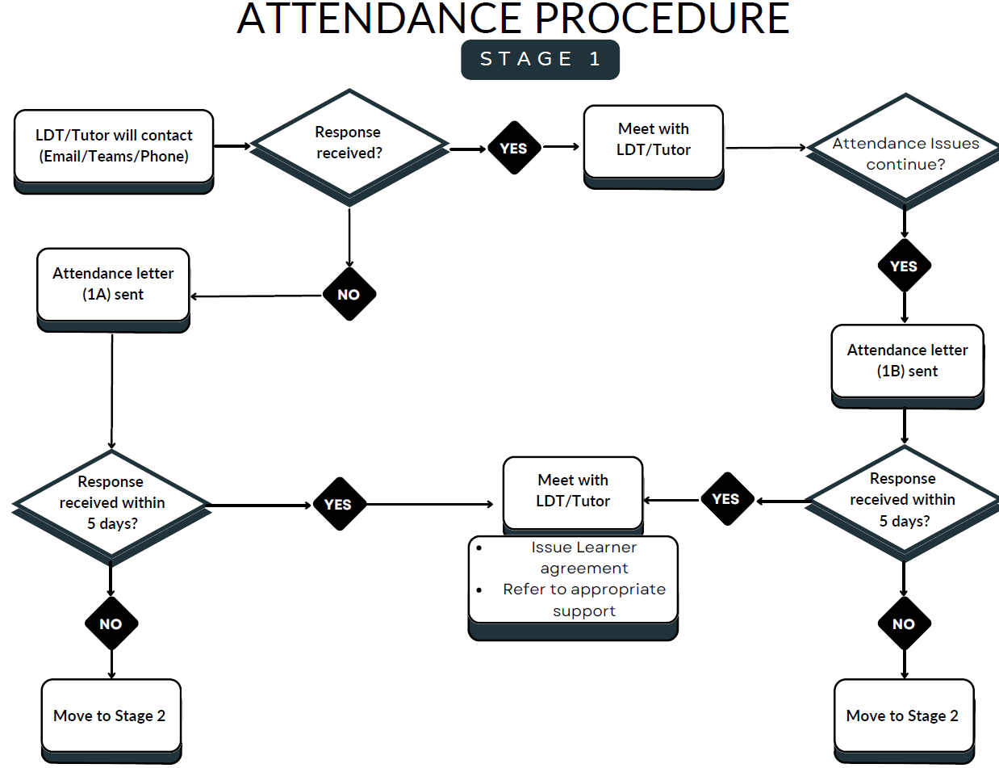 ATTENDANCE PROCEDURE
STAGE 1
LDT/Tutor will contact
(Email/Teams/Phone)
Response
received?
YES
Meet with
LDT/Tutor
Attendance Issues
continue?
NO
Attendance letter
(1A) sent
YES
Attendance letter
(1B) sent
Response
received within
5 days?
YES
Meet with
LDT/Tutor
• Issue Learner
agreement
• Refer to appropriate
support
YES
Response
received within
5 days?
NO
Move to Stage 2
NO
Move to Stage 2